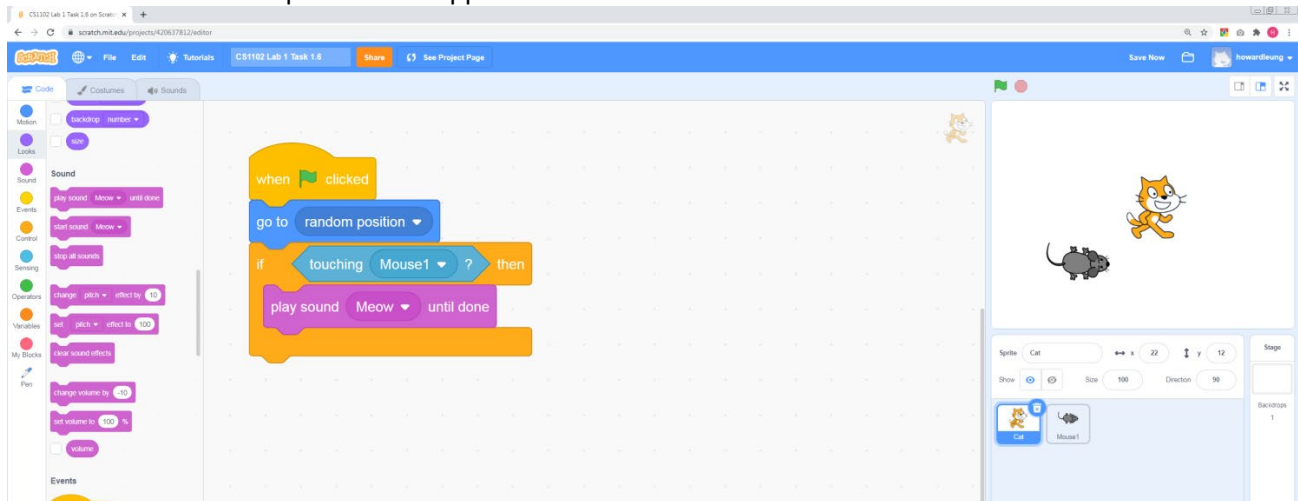 CS1102 Lab 1 Task 1.6 on Scratc
scratch.mit.edu/projects/420637812/editor
SCRATCH File Edit Tutorials CS1102 Lab 1 Task 1.6 Share See Project Page Save Now howardleung
Code Costumes Sounds
Motion
Looks
Sound
Events
Control
Sensing
Operators
Variables
My Blocks
Pen
backdrop number
size
Sound
play sound Meow until done
start sound Meow
stop all sounds
change pitch effect by 10
set pitch effect to 100
clear sound effects
change volume by -10
set volume to 100 %
volume
Events
when clicked
go to random position
if touching Mouse1 ? then
play sound Meow until done
Sprite Cat x 22 y 12
Show Size 100 Direction 90
Cat Mouse1
Stage
Backdrops
1